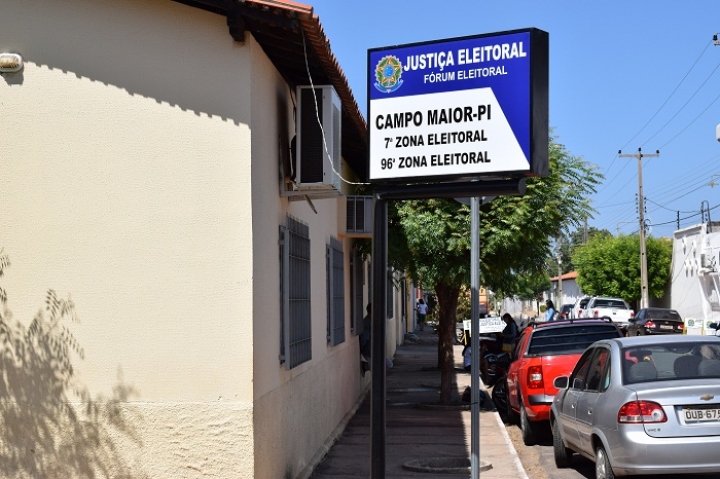 JUSTIÇA ELEITORAL
FÓRUM ELEITORAL
CAMPO MAIOR-PI
7ª ZONA ELEITORAL
96ª ZONA ELEITORAL